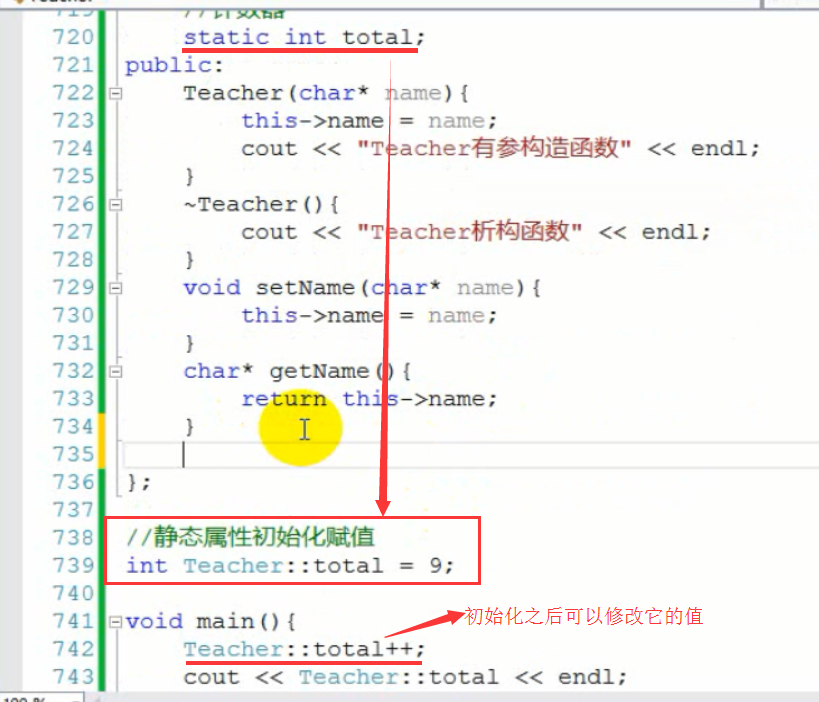 //计数器
720 static int total;
721 public:
722 Teacher(char* name){
723 this->name = name;
724 cout << "Teacher有参构造函数" << endl;
725 }
726 ~Teacher(){
727 cout << "Teacher析构函数" << endl;
728 }
729 void setName(char* name){
730 this->name = name;
731 }
732 char* getName(){
733 return this->name;
734 }
735
736 };
737
738 //静态属性初始化赋值
739 int Teacher::total = 9;
740
741 void main(){
初始化之后可以修改它的值
742 Teacher::total++;
743 cout << Teacher::total << endl;